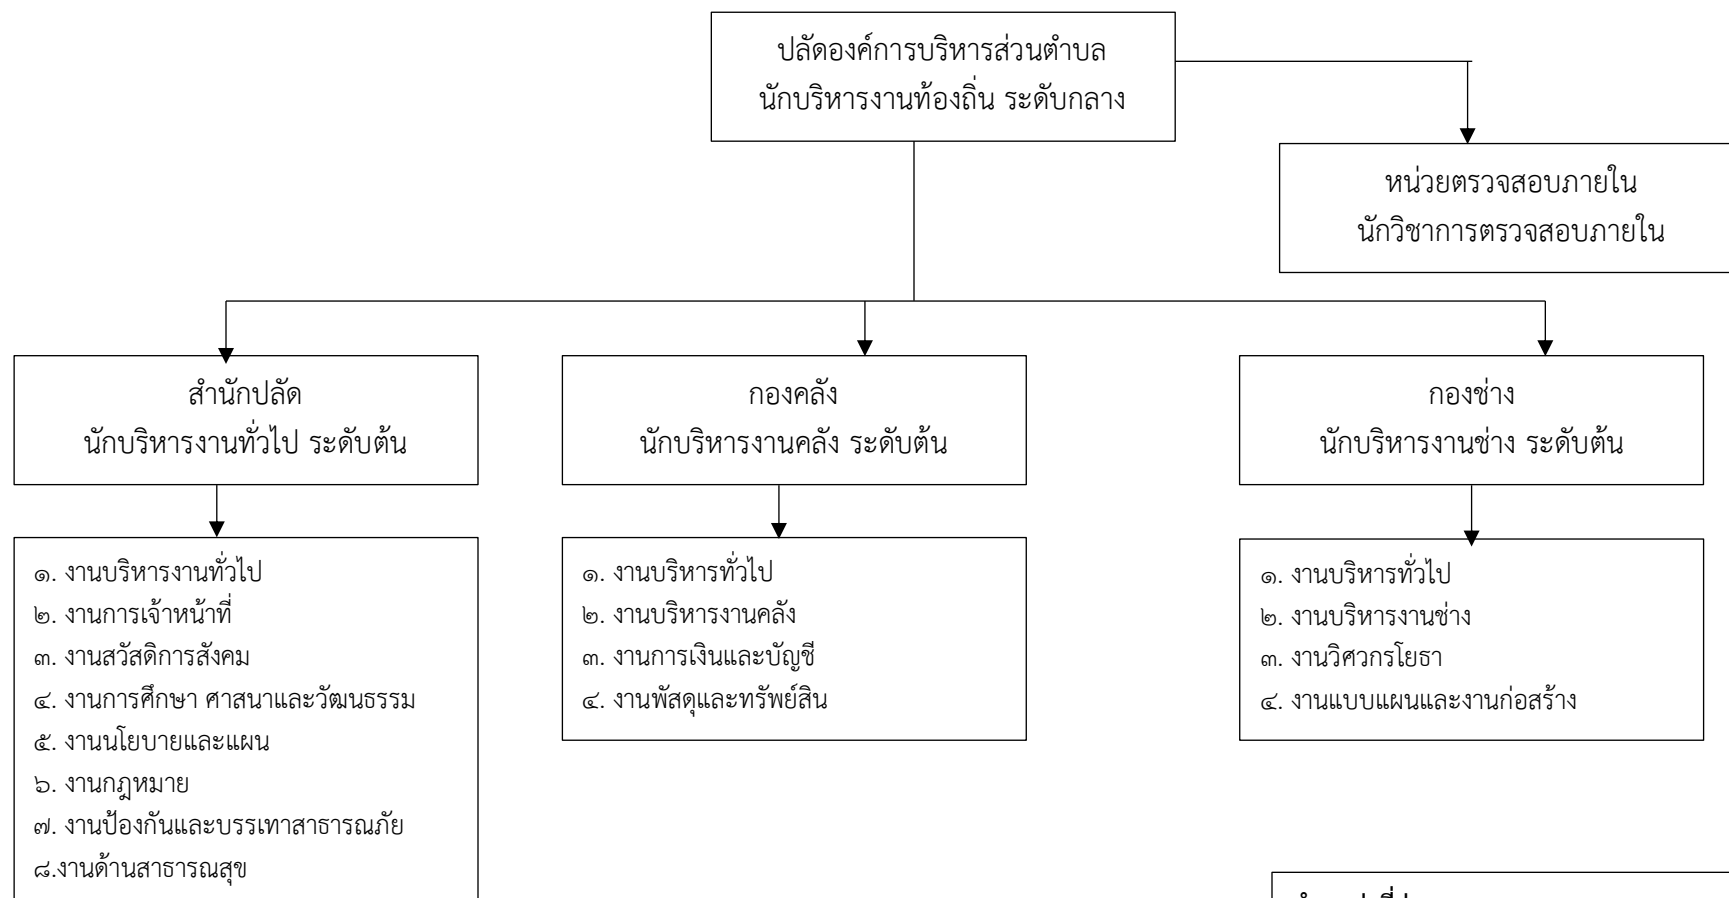 ปลัดองค์การบริหารส่วนตำบล
นักบริหารงานท้องถิ่น ระดับกลาง
หน่วยตรวจสอบภายใน
นักวิชาการตรวจสอบภายใน
สำนักปลัด
นักบริหารงานทั่วไป ระดับต้น
กองคลัง
นักบริหารงานคลัง ระดับต้น
กองช่าง
นักบริหารงานช่าง ระดับต้น
๑. งานบริหารงานทั่วไป
๒. งานการเจ้าหน้าที่
๓. งานสวัสดิการสังคม
๔. งานการศึกษา ศาสนาและวัฒนธรรม
๕. งานนโยบายและแผน
๖. งานกฎหมาย
๗. งานป้องกันและบรรเทาสาธารณภัย
๘.งานด้านสาธารณสุข
๑. งานบริหารทั่วไป
๒. งานบริหารงานคลัง
๓. งานการเงินและบัญชี
๔. งานพัสดุและทรัพย์สิน
๑. งานบริหารทั่วไป
๒. งานบริหารงานช่าง
๓. งานวิศวกรโยธา
๔. งานแบบแผนและงานก่อสร้าง